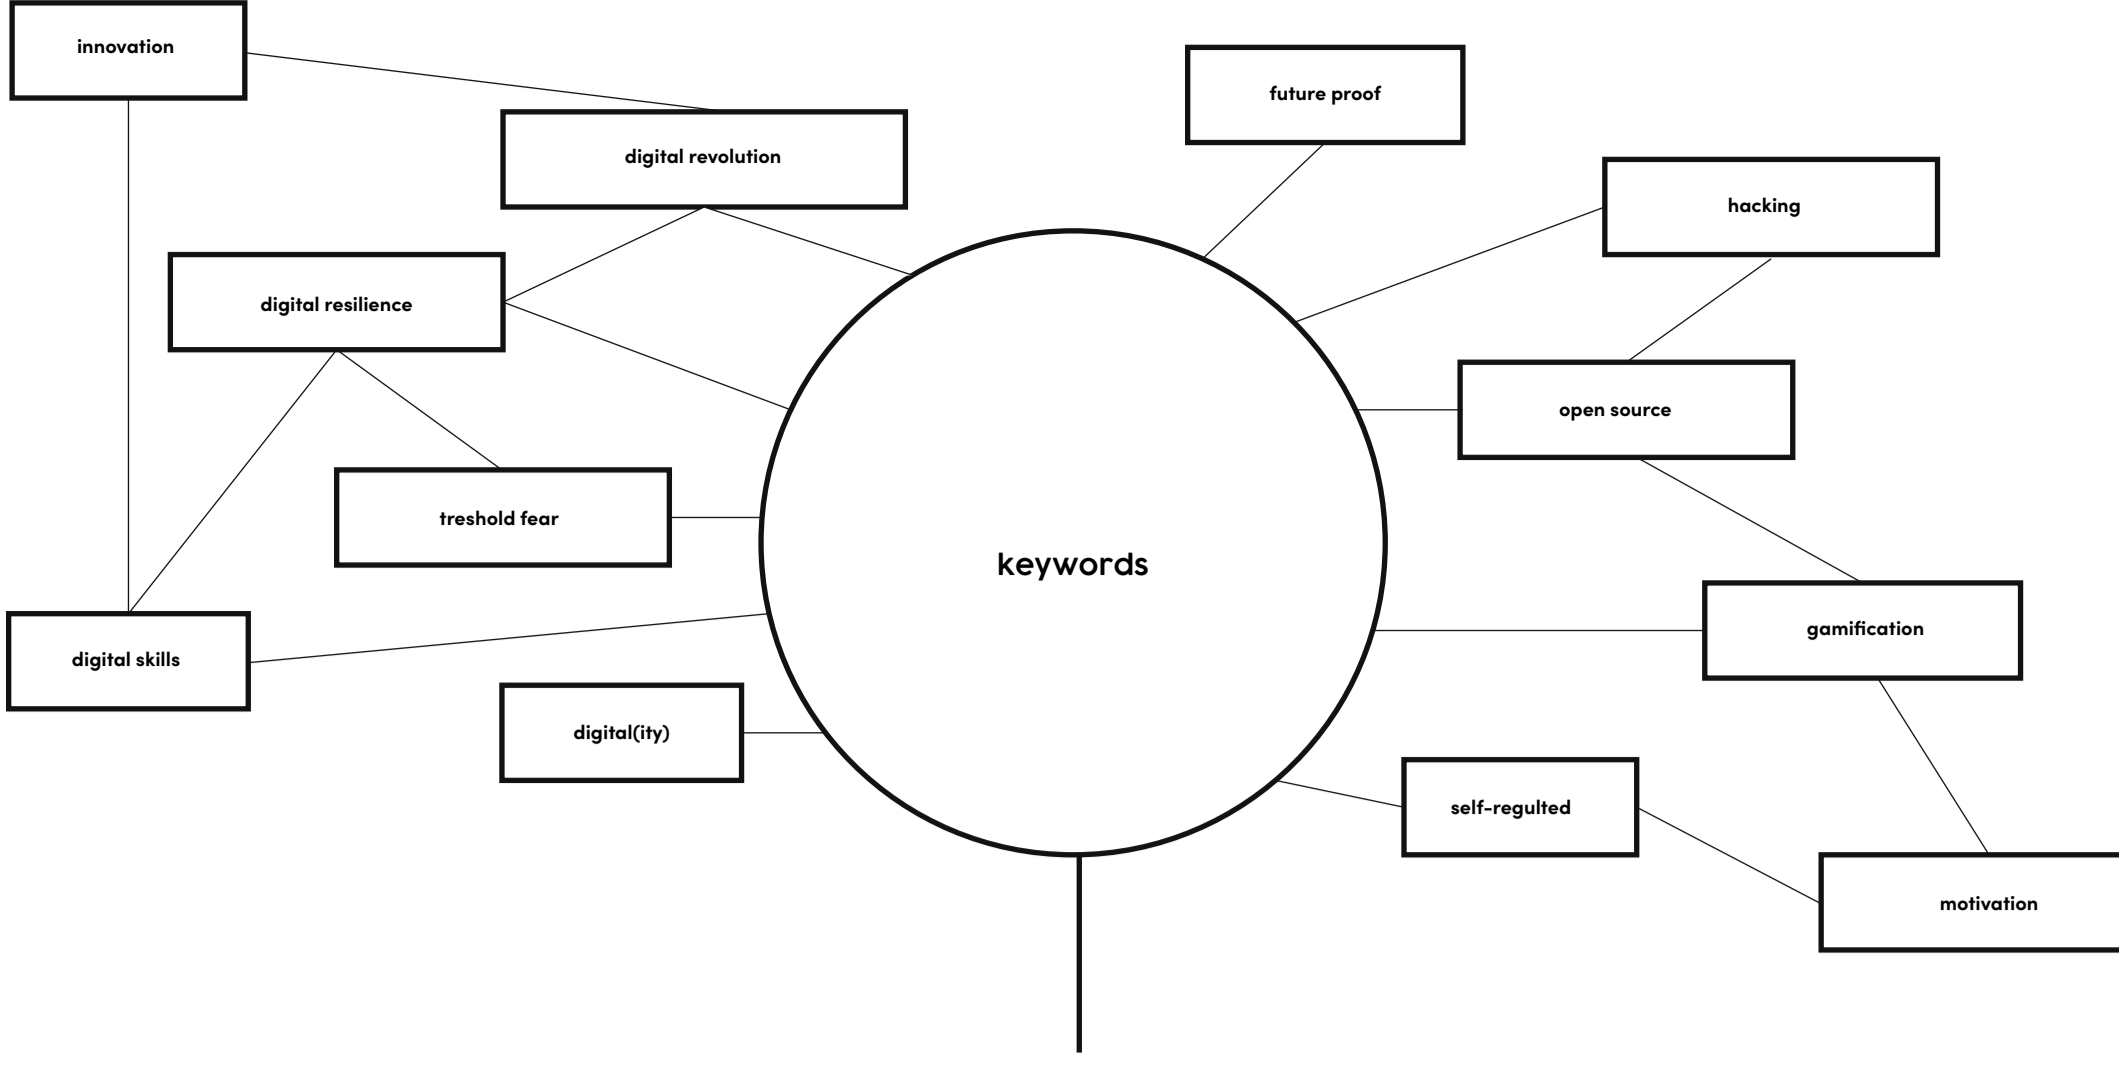 innovation
future proof
digital revolution
hacking
digital resilience
open source
treshold fear
keywords
gamification
digital skills
digital(ity)
self-regulted
motivation